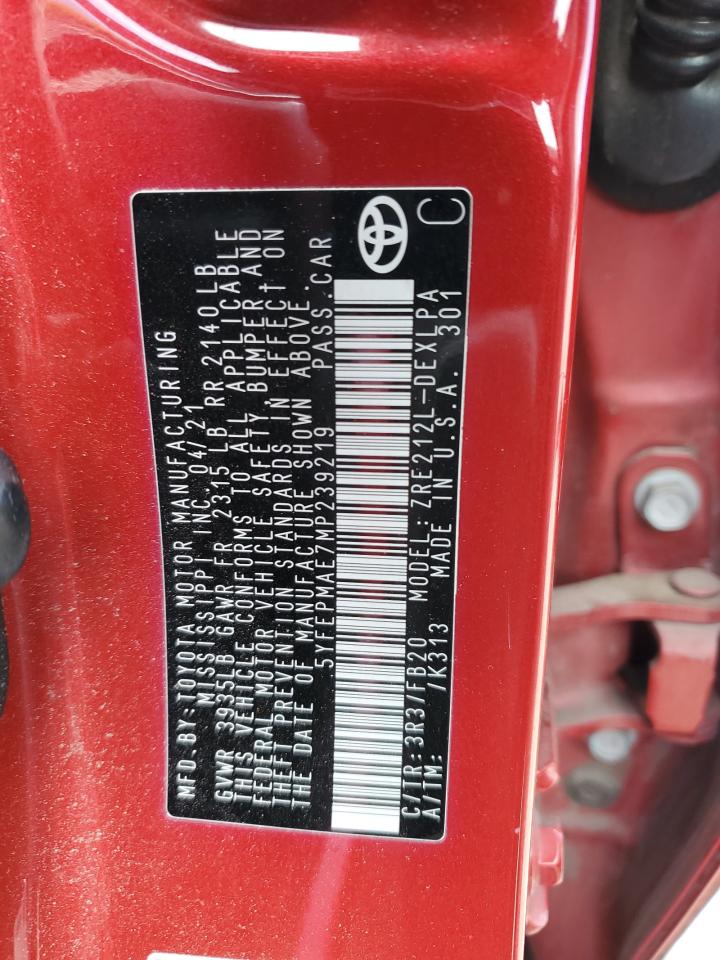 MFD BY:TOYOTA MOTOR MANUFACTURING
MISSISSIPPI INC. 04/21
GVWR 3935LB GAWR FR 2315 LB RR 2140 LB
THIS VEHICLE CONFORMS TO ALL APPLICABLE
FEDERAL MOTOR VEHICLE SAFETY, BUMPER AND
THEFT PREVENTION STANDARDS IN EFFECT ON
THE DATE OF MANUFACTURE SHOWN ABOVE.
5YFEPMAE7MP239219 PASS.CAR
C/TR:3R3/FB20 MODEL:ZRE212L-DEXLPA
A/TM: /K313 MADE IN U.S.A. 301
C